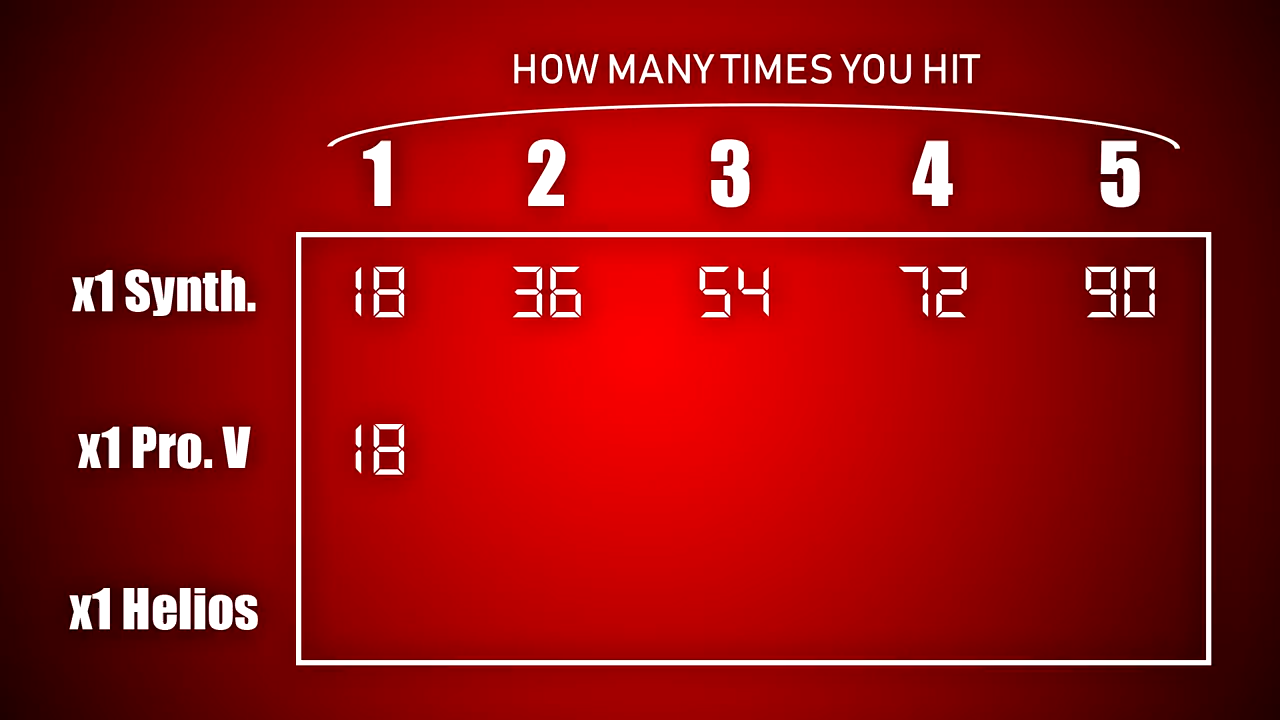 HOW MANY TIMES YOU HIT
1 2 3 4 5
x1 Synth. 18 36 54 72 90
x1 Pro. V 18
x1 Helios